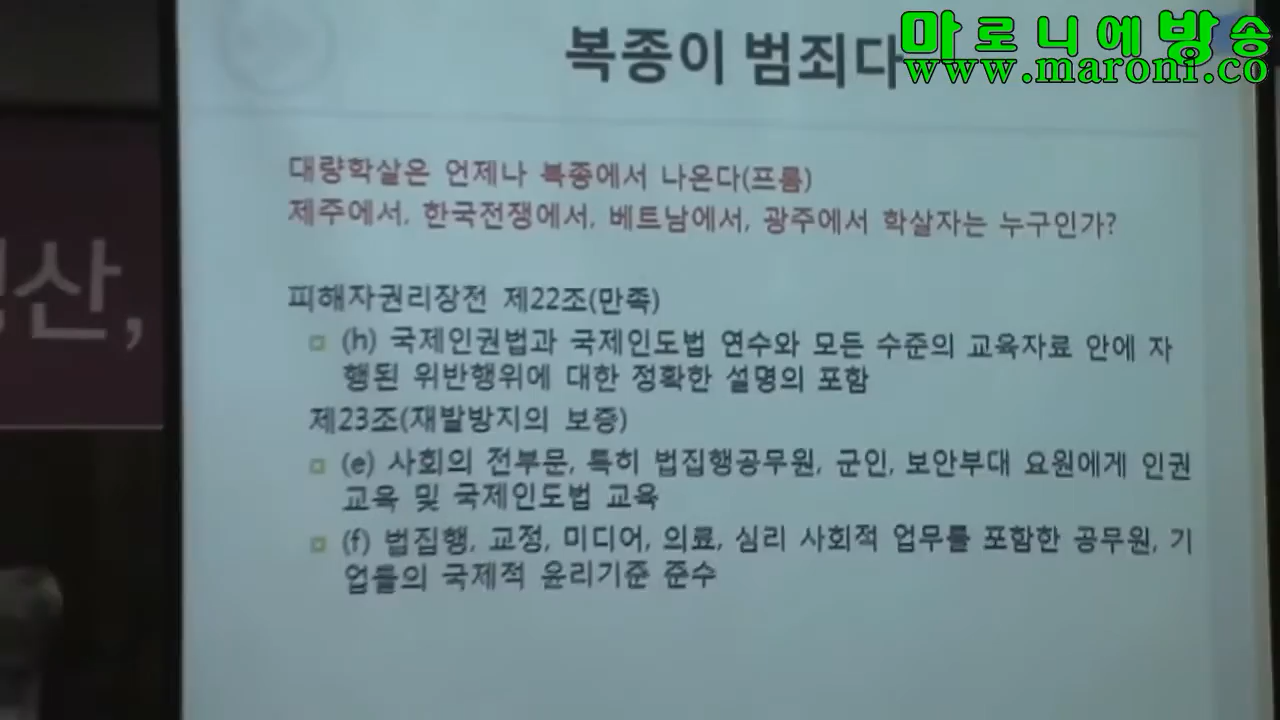 마로니에방송
www.maroni.co
복종이 범죄다
대량학살은 언제나 복종에서 나온다(프롬)
제주에서, 한국전쟁에서, 베트남에서, 광주에서 학살자는 누구인가?
피해자권리장전 제22조(만족)
(h) 국제인권법과 국제인도법 연수와 모든 수준의 교육자료 안에 자
행된 위반행위에 대한 정확한 설명의 포함
제23조(재발방지의 보증)
(e) 사회의 전부문, 특히 법집행공무원, 군인, 보안부대 요원에게 인권
교육 및 국제인도법 교육
(f) 법집행, 교정, 미디어, 의료, 심리 사회적 업무를 포함한 공무원, 기
업들의 국제적 윤리기준 준수
산,